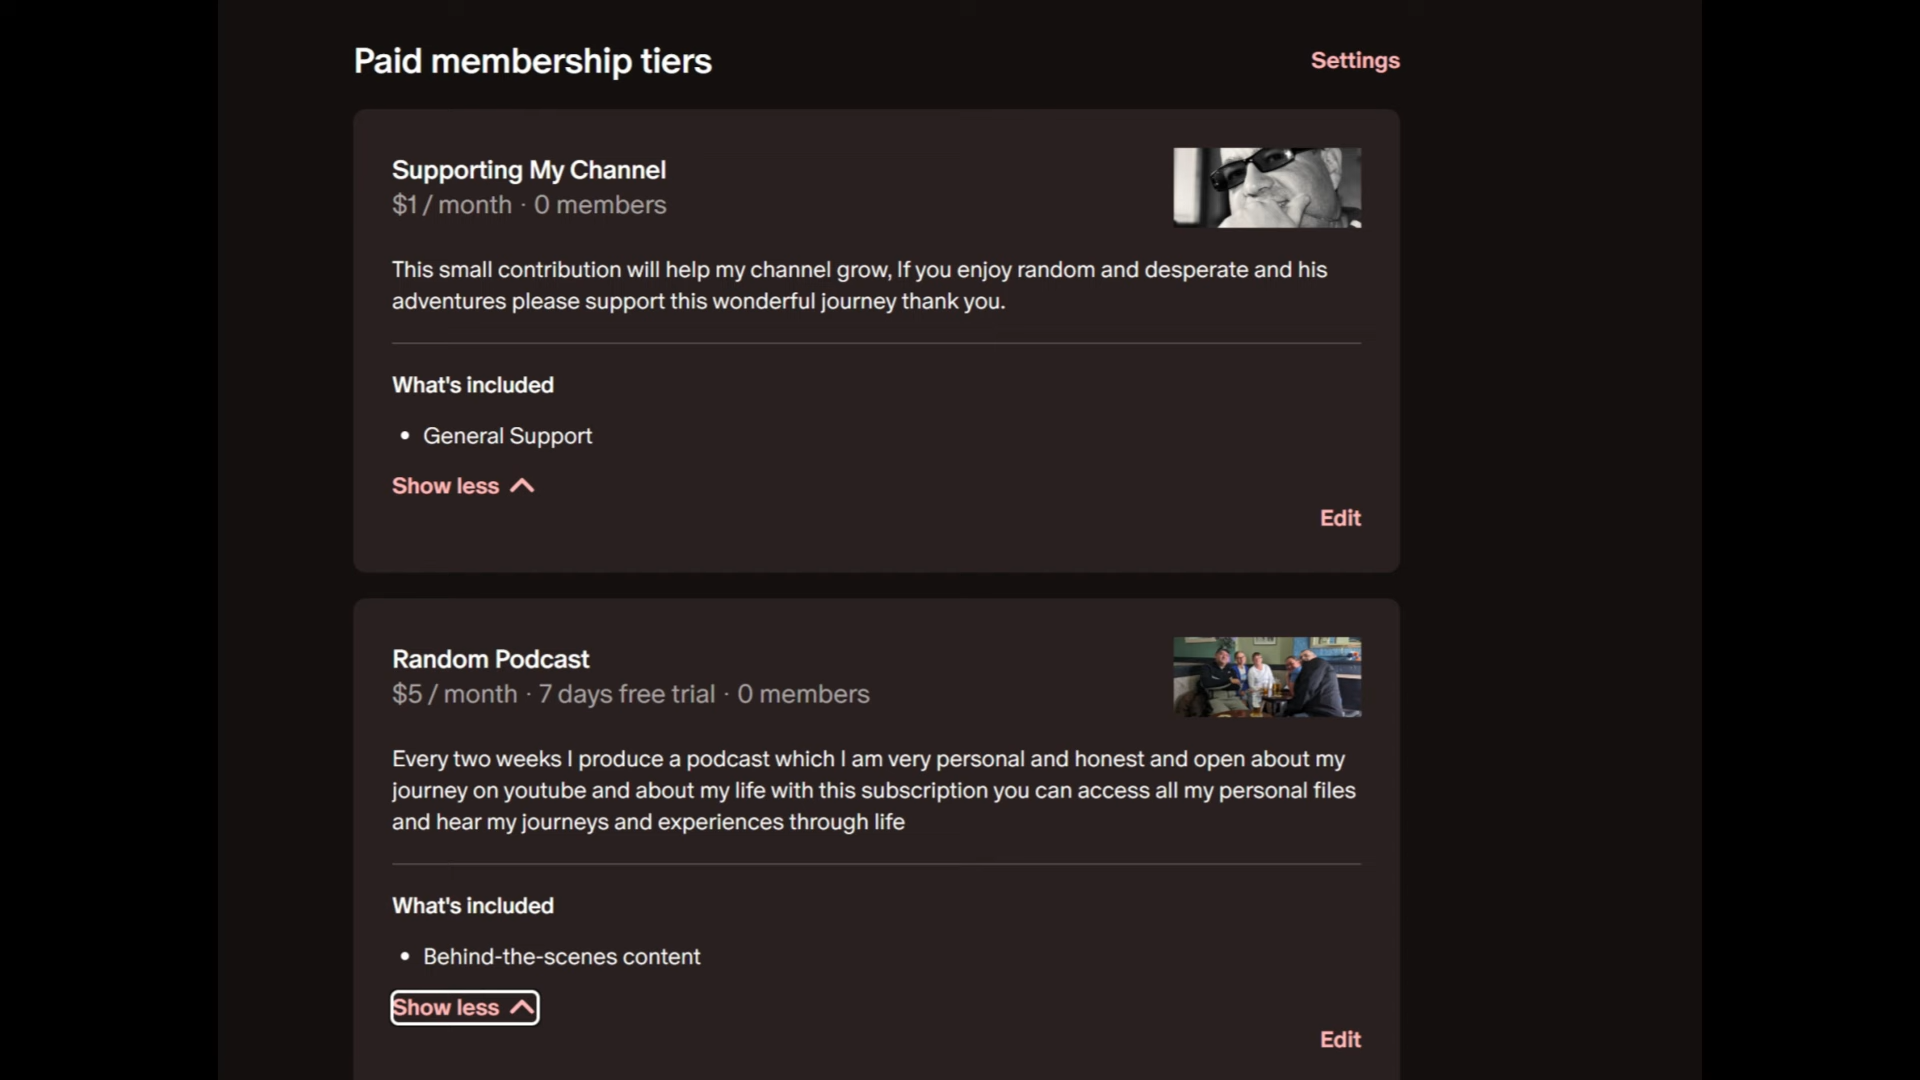 Paid membership tiers
Settings
Supporting My Channel
$1 / month · 0 members
This small contribution will help my channel grow, If you enjoy random and desperate and his
adventures please support this wonderful journey thank you.
What's included
• General Support
Show less
Edit
Random Podcast
$5 / month · 7 days free trial · 0 members
Every two weeks I produce a podcast which I am very personal and honest and open about my
journey on youtube and about my life with this subscription you can access all my personal files
and hear my journeys and experiences through life
What's included
• Behind-the-scenes content
Show less
Edit